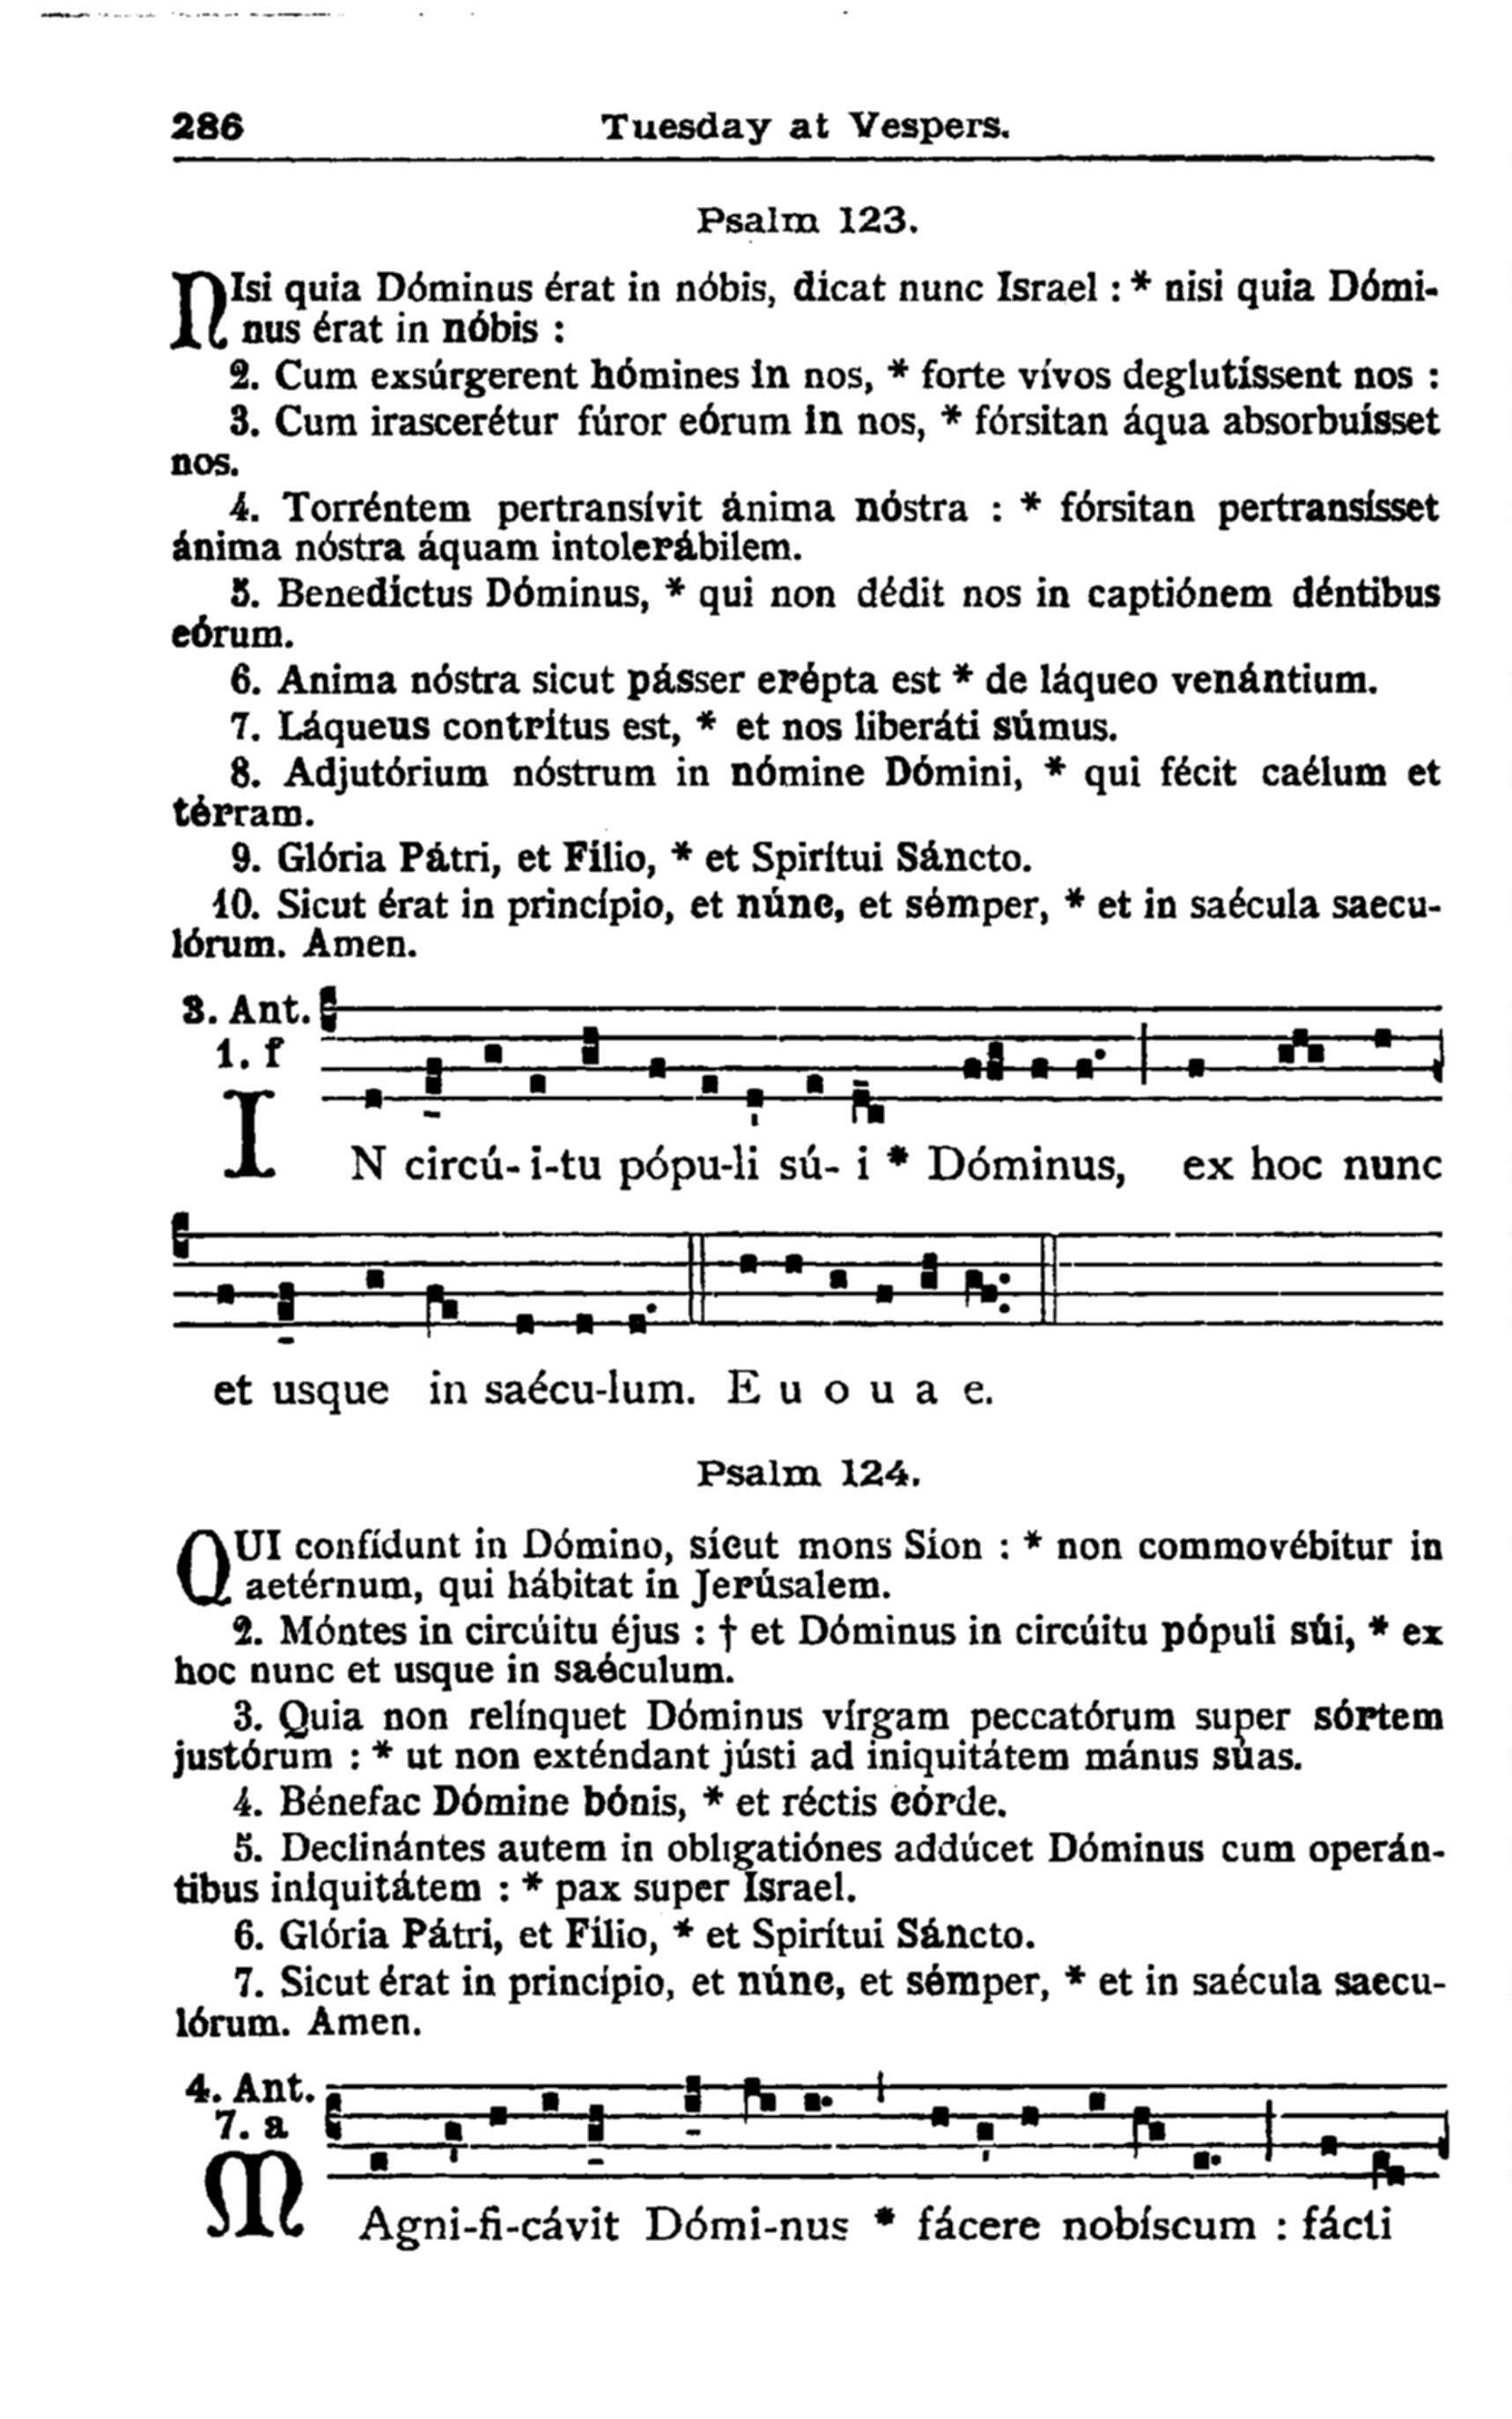 286 Tuesday at Vespers.
Psalm 123.
NIsi quia Dóminus érat in nóbis, dicat nunc Israel : * nisi quia Dómi-
nus érat in nóbis :
2. Cum exsúrgerent hómines in nos, * forte vívos deglutíssent nos :
3. Cum irascerétur fúror eórum in nos, * fórsitan áqua absorbuísset
nos.
4. Torréntem pertransívit ánima nóstra : * fórsitan pertransísset
ánima nóstra áquam intolerábilem.
5. Benedíctus Dóminus, * qui non dédit nos in captiónem déntibus
eórum.
6. Anima nóstra sicut pásser erépta est * de láqueo venántium.
7. Láqueus contrítus est, * et nos liberáti súmus.
8. Adjutórium nóstrum in nómine Dómini, * qui fécit caélum et
térram.
9. Glória Pátri, et Fílio, * et Spirítui Sáncto.
10. Sicut érat in princípio, et núnc, et sémper, * et in saécula saecu-
lórum. Amen.
3. Ant.
1. f
IN circú- i-tu pópu-li sú- i * Dóminus, ex hoc nunc
et usque in saécu-lum. E u o u a e.
Psalm 124.
QUI confídunt in Dómino, sícut mons Síon : * non commovébitur in
aetérnum, qui hábitat in Jerúsalem.
2. Móntes in circúitu éjus : † et Dóminus in circúitu pópuli súi, * ex
hoc nunc et usque in saéculum.
3. Quia non relínquet Dóminus vírgam peccatórum super sórtem
justórum : * ut non exténdant jústi ad iniquitátem mánus súas.
4. Bénefac Dómine bónis, * et réctis córde.
5. Declinántes autem in obligatiónes addúcet Dóminus cum operán-
tibus iniquitátem : * pax super Israel.
6. Glória Pátri, et Fílio, * et Spirítui Sáncto.
7. Sicut érat in princípio, et núnc, et sémper, * et in saécula saecu-
lórum. Amen.
4. Ant.
7. a
MAgni-fi-cávit Dómi-nus * fácere nobíscum : fácti